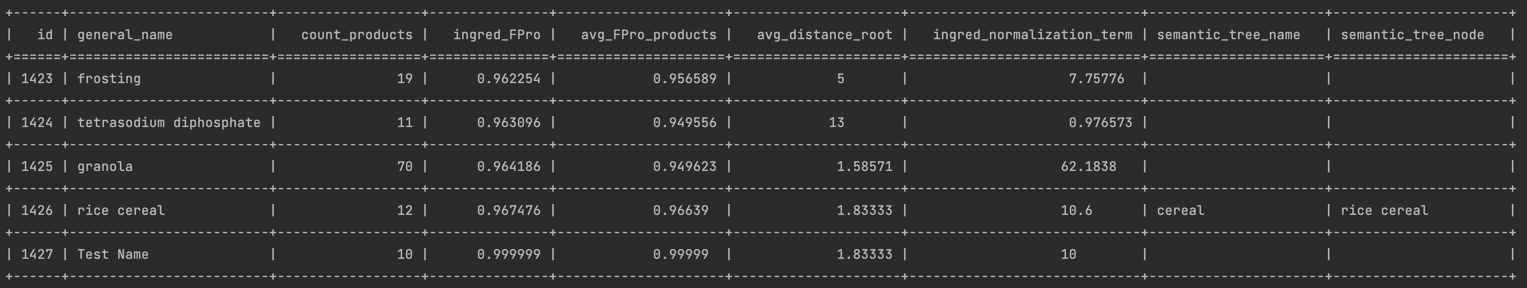 | id | general_name | count_products | ingred_FPro | avg_FPro_products | avg_distance_root | ingred_normalization_term | semantic_tree_name | semantic_tree_node |
| 1423 | frosting | 19 | 0.962254 | 0.956589 | 5 | 7.75776 | | |
| 1424 | tetrasodium diphosphate | 11 | 0.963096 | 0.949556 | 13 | 0.976573 | | |
| 1425 | granola | 70 | 0.964186 | 0.949623 | 1.58571 | 62.1838 | | |
| 1426 | rice cereal | 12 | 0.967476 | 0.96639 | 1.83333 | 10.6 | cereal | rice cereal |
| 1427 | Test Name | 10 | 0.999999 | 0.99999 | 1.83333 | 10 | | |